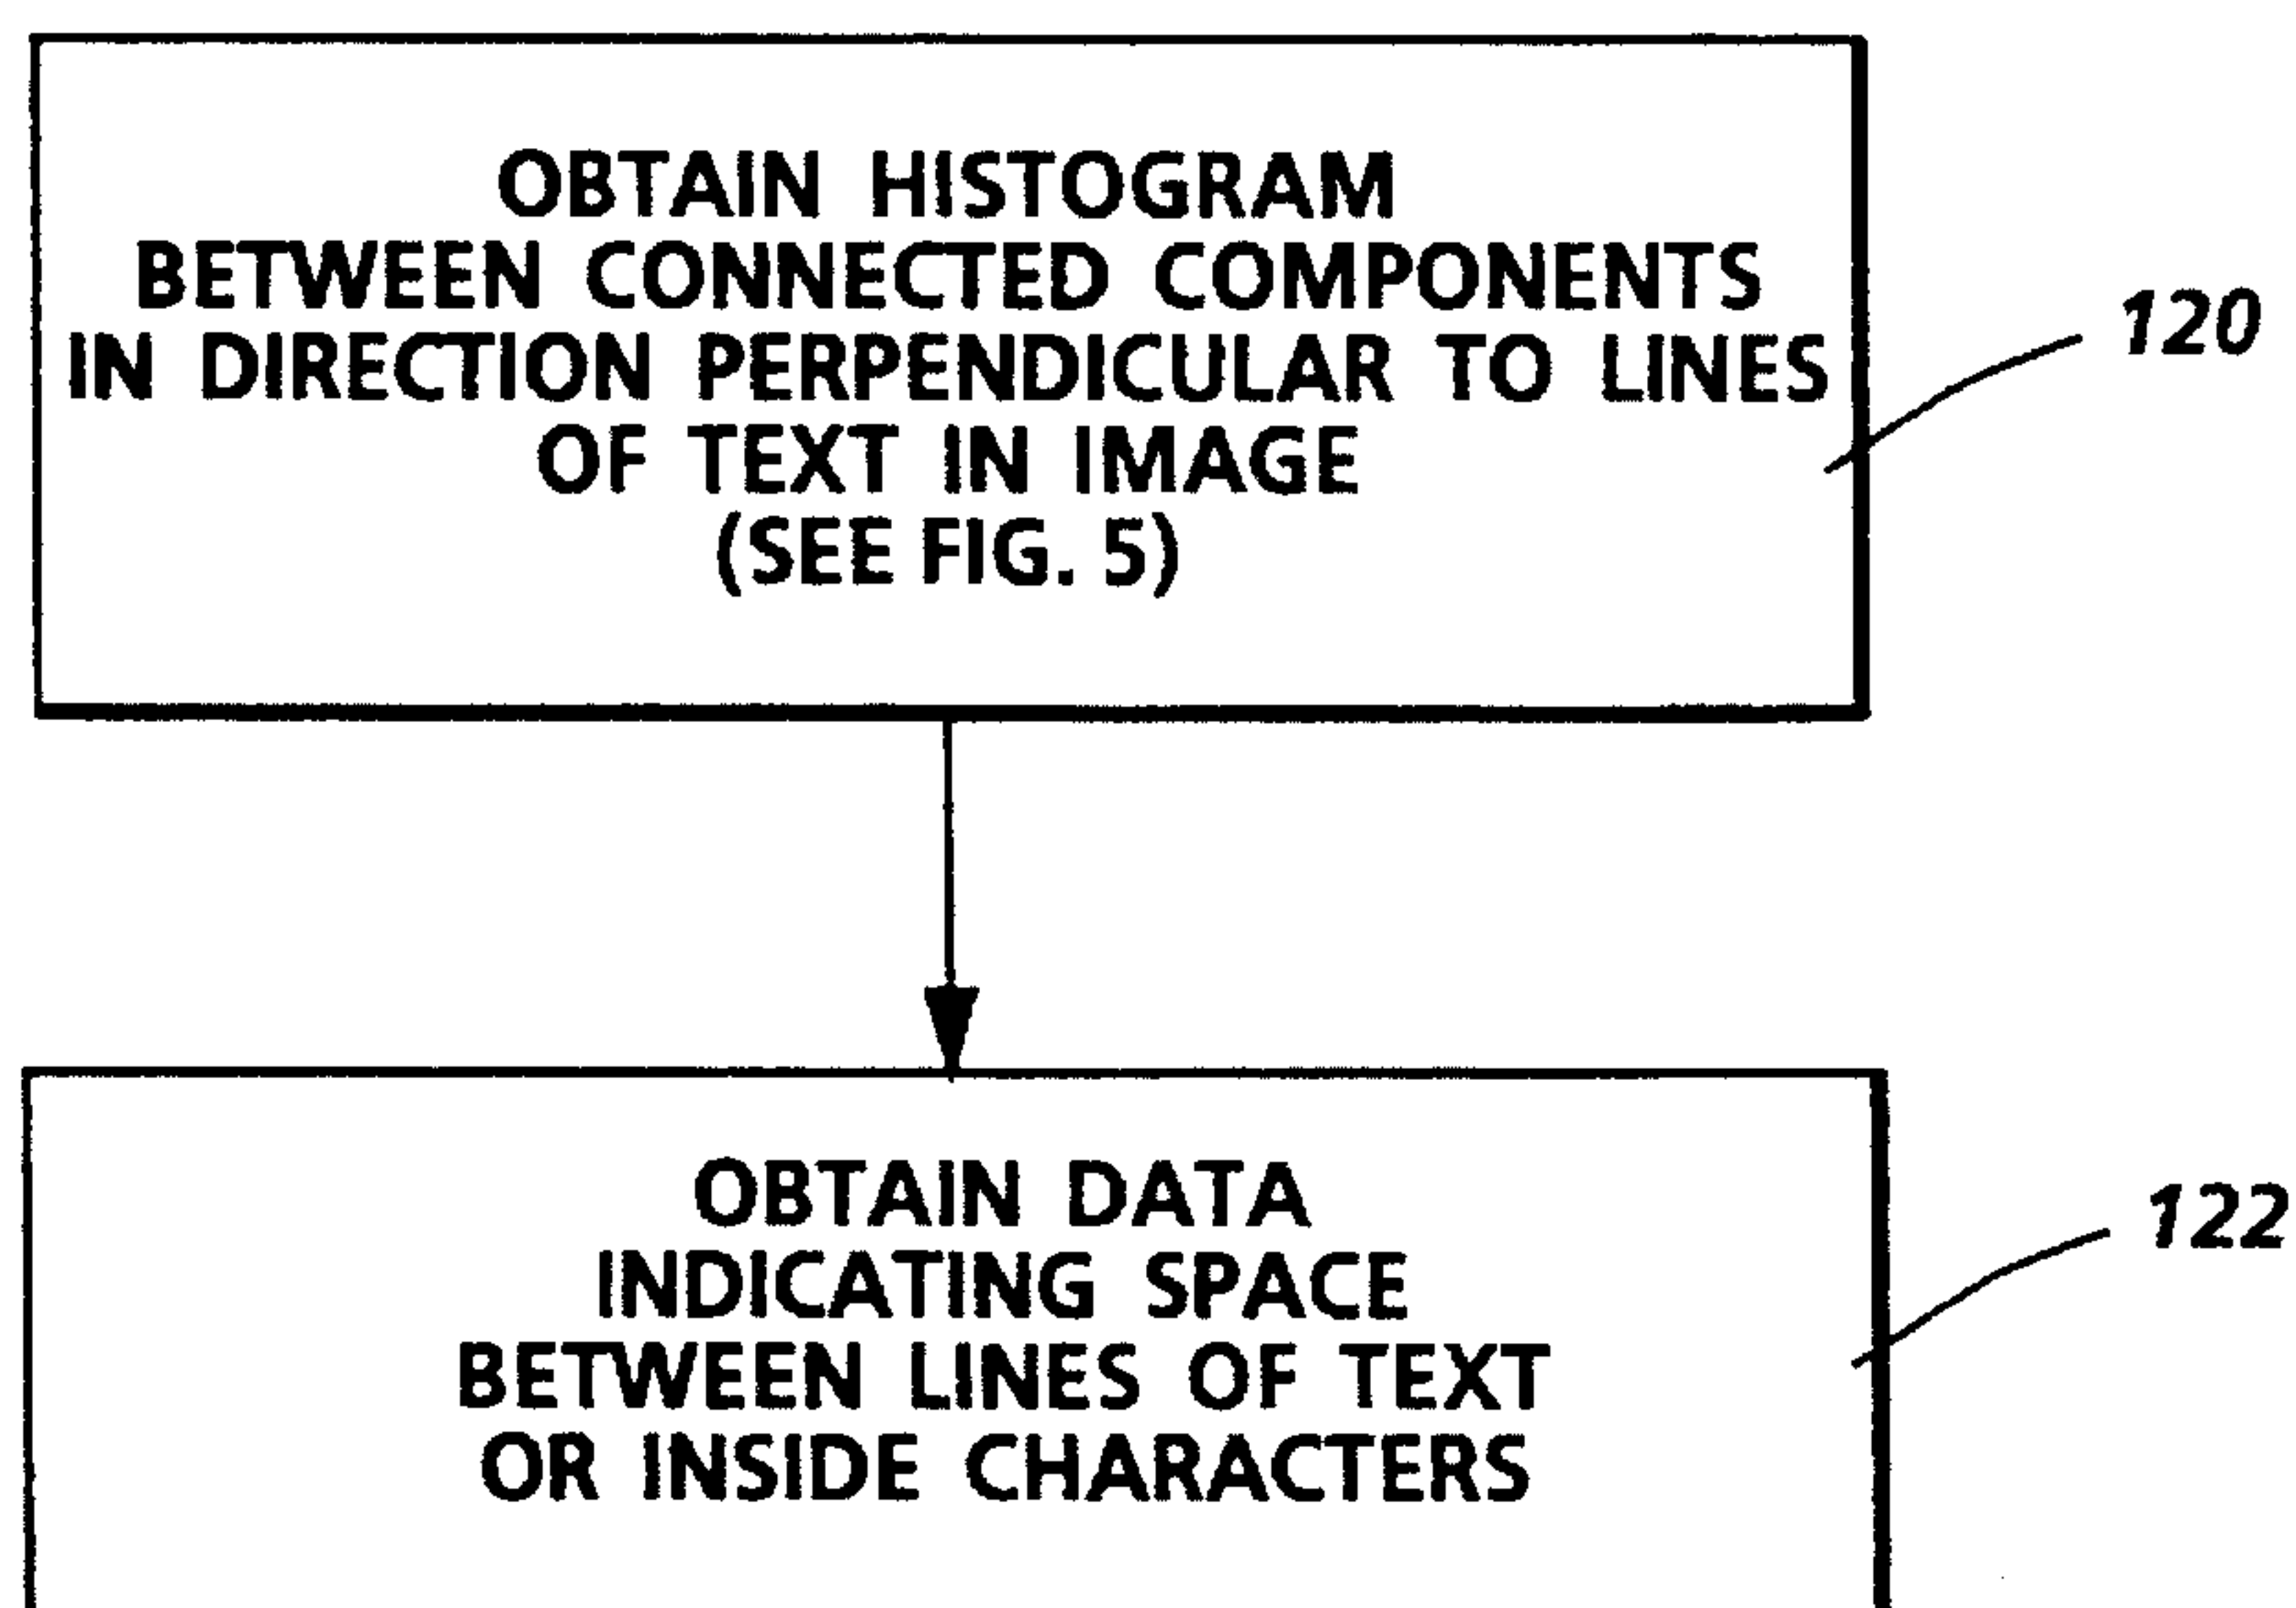 OBTAIN HISTOGRAM
BETWEEN CONNECTED COMPONENTS
IN DIRECTION PERPENDICULAR TO LINES
OF TEXT IN IMAGE
(SEE FIG. 5)
120
OBTAIN DATA
INDICATING SPACE
BETWEEN LINES OF TEXT
OR INSIDE CHARACTERS
122